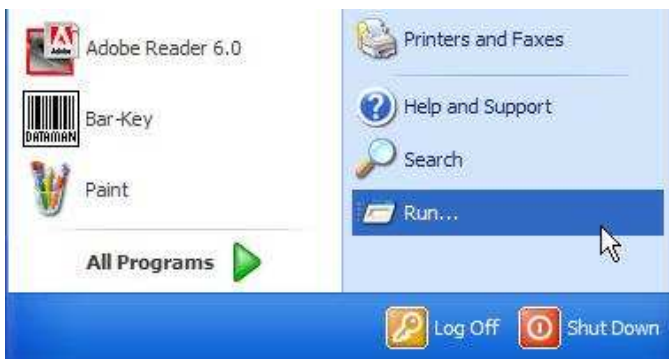 Adobe Reader 6.0
Adobe
Bar-Key
DATAMAN
Paint
All Programs
Printers and Faxes
Help and Support
Search
Run...
Log Off
Shut Down